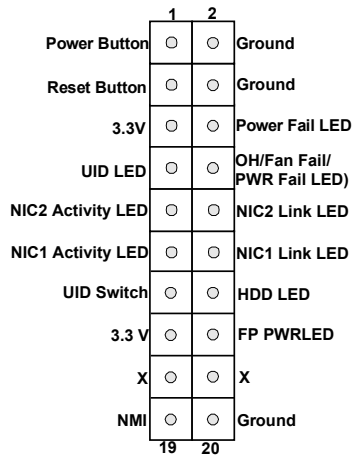 1 2
Power Button Ground
Reset Button Ground
3.3V Power Fail LED
UID LED OH/Fan Fail/
PWR Fail LED)
NIC2 Activity LED NIC2 Link LED
NIC1 Activity LED NIC1 Link LED
UID Switch HDD LED
3.3 V FP PWRLED
X X
NMI Ground
19 20